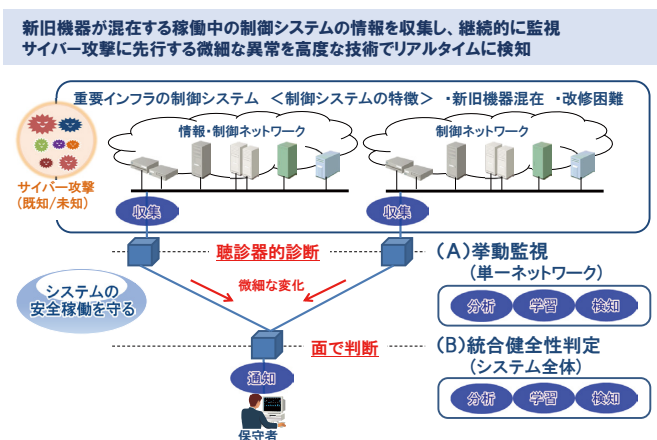 新旧機器が混在する稼働中の制御システムの情報を収集し、継続的に監視
サイバー攻撃に先行する微細な異常を高度な技術でリアルタイムに検知
重要インフラの制御システム <制御システムの特徴> ・新旧機器混在 ・改修困難
情報・制御ネットワーク
制御ネットワーク
サイバー攻撃
(既知/未知)
収集
収集
聴診器的診断
(A)挙動監視
(単一ネットワーク)
微細な変化
システムの
安全稼働を守る
分析
学習
検知
面で判断
(B)統合健全性判定
(システム全体)
通知
分析
学習
検知
保守者